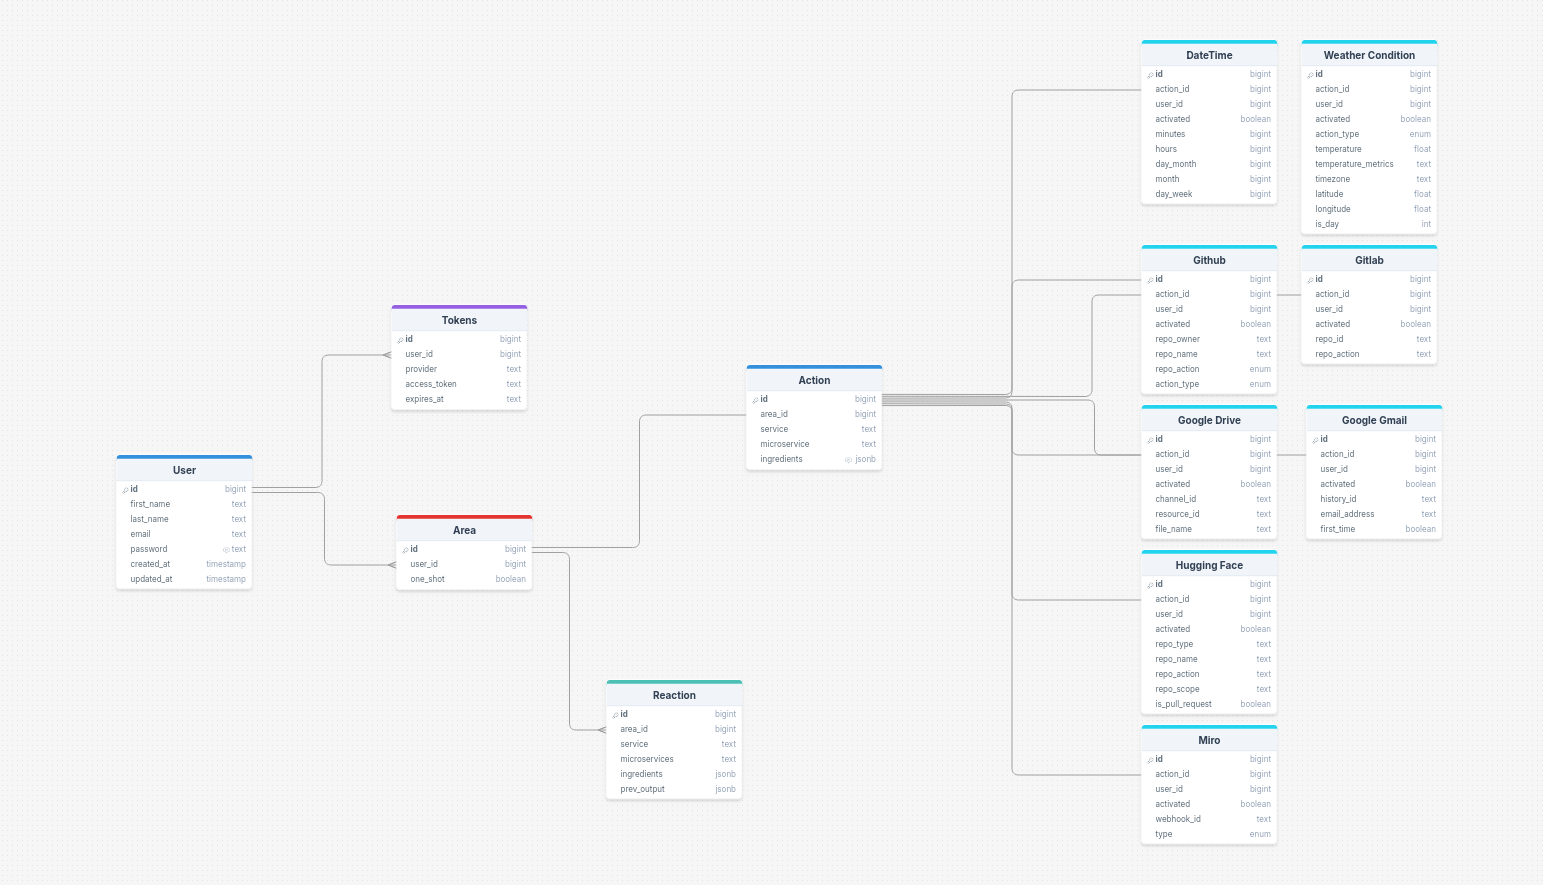 DateTime
id bigint
action_id bigint
user_id bigint
activated boolean
minutes bigint
hours bigint
day_month bigint
month bigint
day_week bigint
Weather Condition
id bigint
action_id bigint
user_id bigint
activated boolean
action_type enum
temperature float
temperature_metrics text
timezone text
latitude float
longitude float
is_day int
Github
id bigint
action_id bigint
user_id bigint
activated boolean
repo_owner text
repo_name text
repo_action enum
action_type enum
Gitlab
id bigint
action_id bigint
user_id bigint
activated boolean
repo_id text
repo_action text
Tokens
id bigint
user_id bigint
provider text
access_token text
expires_at text
Action
id bigint
area_id bigint
service text
microservice text
ingredients jsonb
Google Drive
id bigint
action_id bigint
user_id bigint
activated boolean
channel_id text
resource_id text
file_name text
Google Gmail
id bigint
action_id bigint
user_id bigint
activated boolean
history_id text
email_address text
first_time boolean
User
id bigint
first_name text
last_name text
email text
password text
created_at timestamp
updated_at timestamp
Area
id bigint
user_id bigint
one_shot boolean
Hugging Face
id bigint
action_id bigint
user_id bigint
activated boolean
repo_type text
repo_name text
repo_action text
repo_scope text
is_pull_request boolean
Reaction
id bigint
area_id bigint
service text
microservices text
ingredients jsonb
prev_output jsonb
Miro
id bigint
action_id bigint
user_id bigint
activated boolean
webhook_id text
type enum